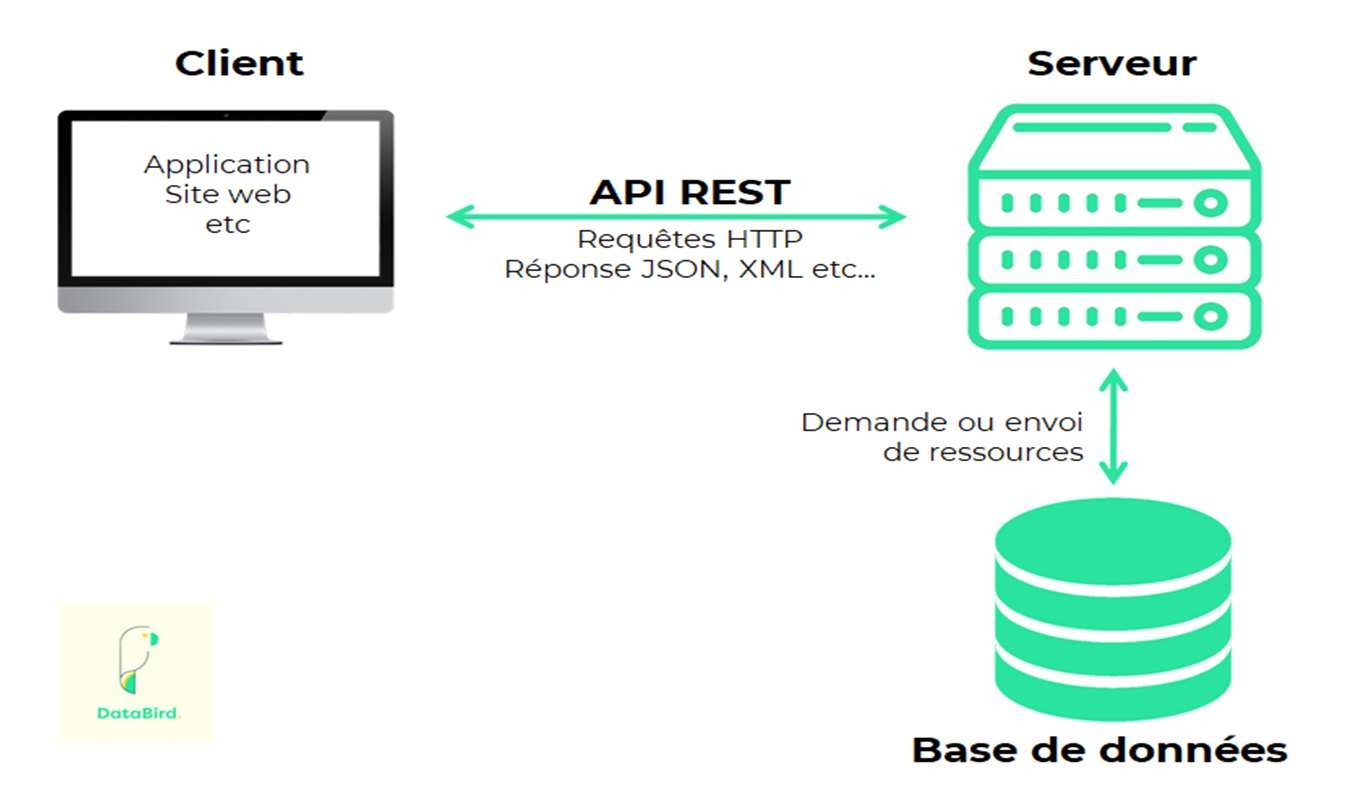 Client
Serveur
Application
Site web
etc
API REST
Requêtes HTTP
Réponse JSON, XML etc...
Demande ou envoi
de ressources
DataBird.
Base de données